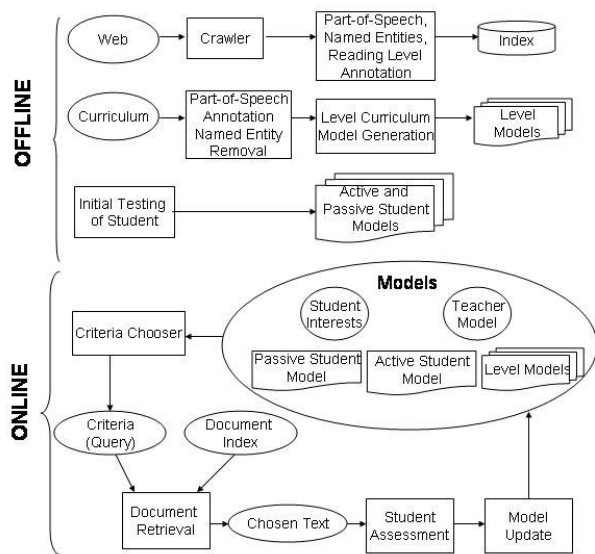 OFFLINE
Web
Crawler
Part-of-Speech,
Named Entities,
Reading Level
Annotation
Index
Curriculum
Part-of-Speech
Annotation
Named Entity
Removal
Level Curriculum
Model Generation
Level
Models
Initial Testing
of Student
Active and
Passive Student
Models
ONLINE
Models
Student
Interests
Teacher
Model
Passive Student
Model
Active Student
Model
Level Models
Criteria Chooser
Criteria
(Query)
Document
Index
Document
Retrieval
Chosen Text
Student
Assessment
Model
Update